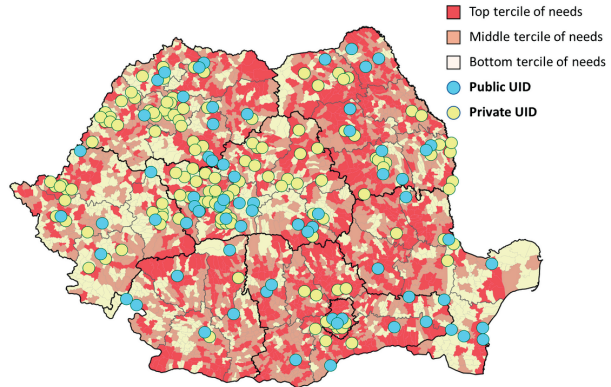 Top tercile of needs
Middle tercile of needs
Bottom tercile of needs
Public UID
Private UID